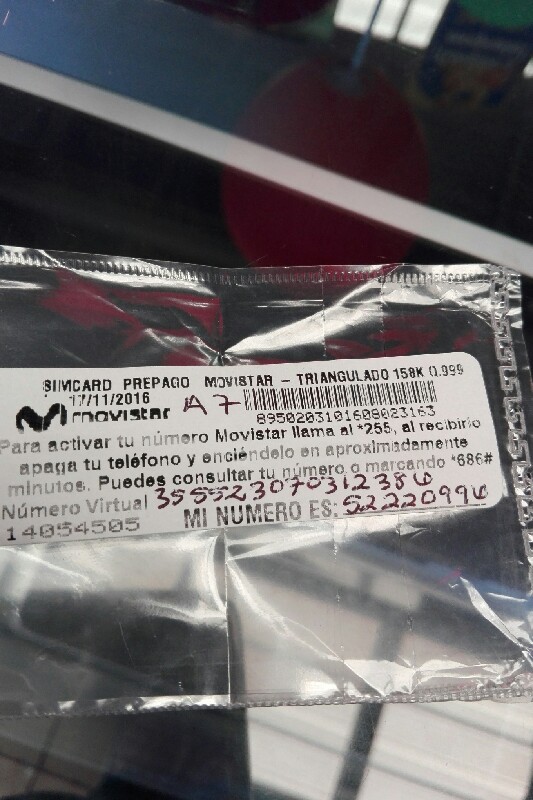 SIMCARD PREPAGO MOVISTAR - TRIANGULADO 158K 0.999
17/11/2016
movistar A7
8950203101608023163
Para activar tu número Movistar llama al *255, al recibirlo
apaga tu teléfono y enciéndelo en aproximadamente
minutos. Puedes consultar tu número marcando *686#
Número Virtual 355523070312386
14054505 MI NUMERO ES: 52220996